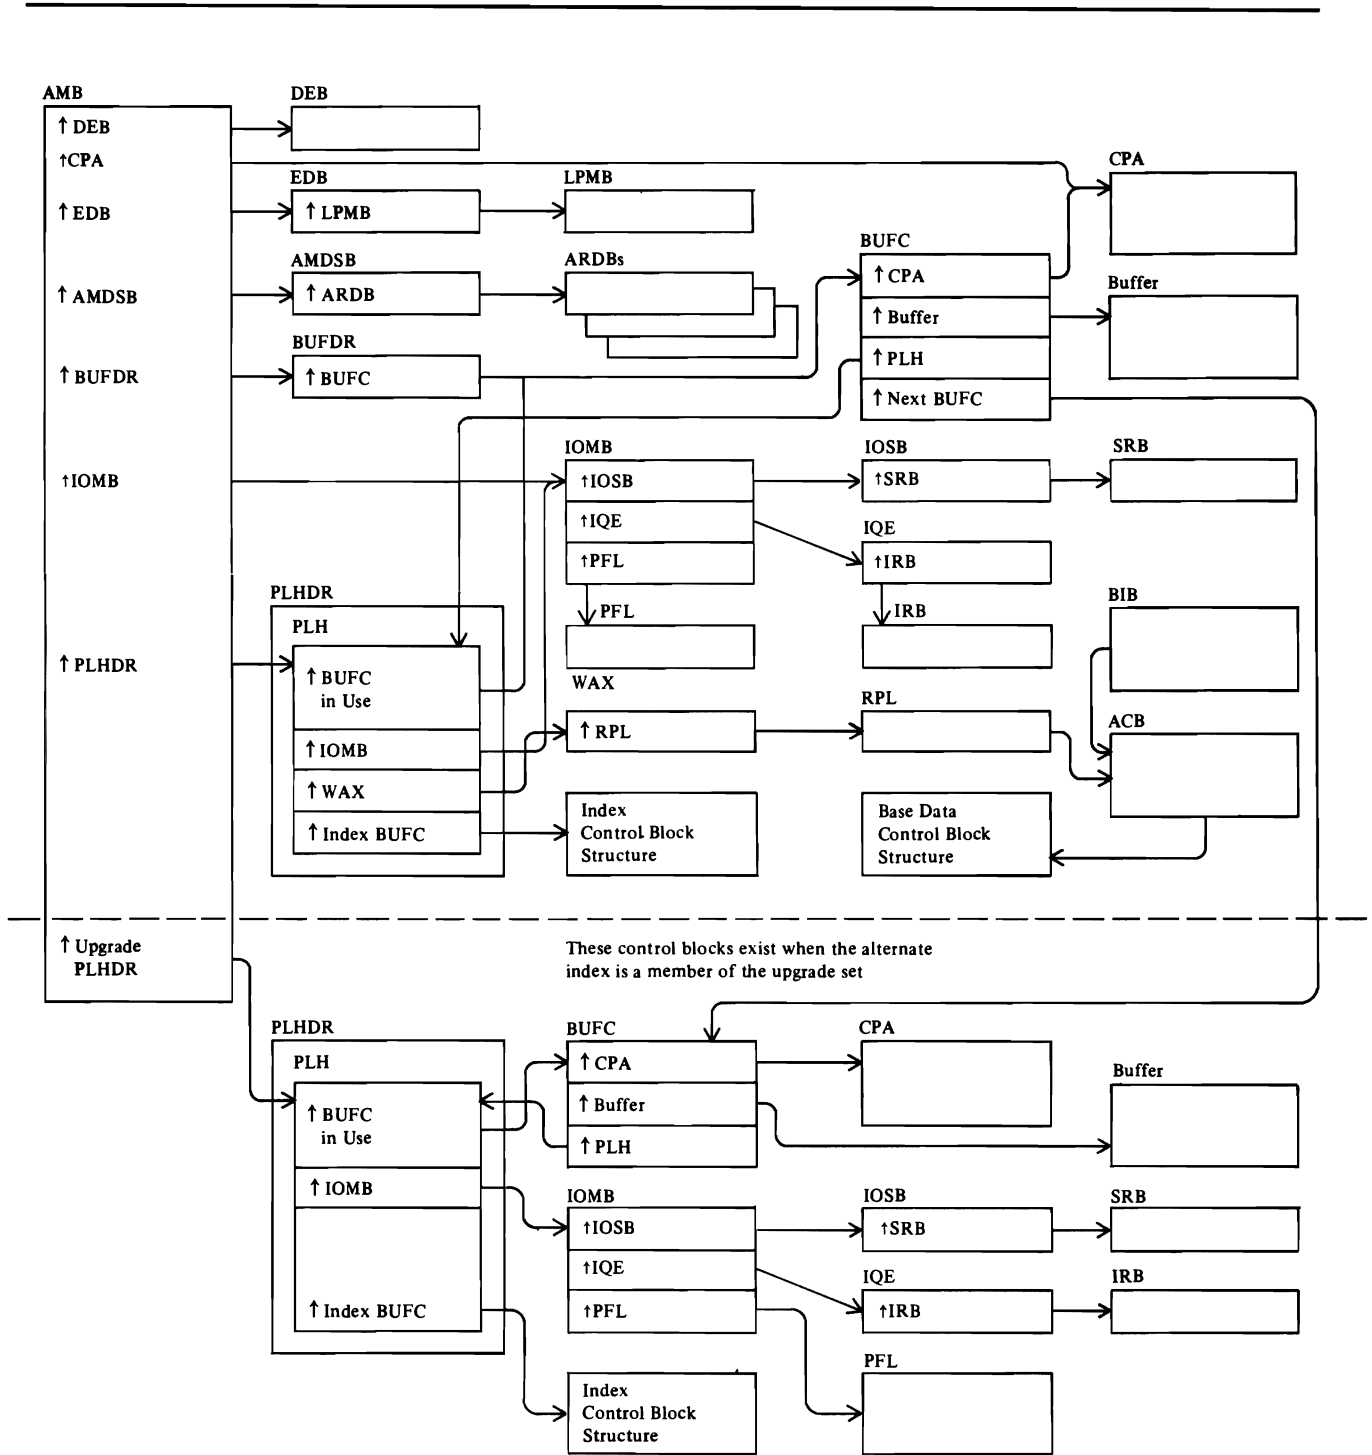 AMB
DEB
↑ DEB
↑CPA
CPA
EDB
LPMB
↑ EDB
↑ LPMB
BUFC
AMDSB
ARDBs
↑ CPA
Buffer
↑ AMDSB
↑ ARDB
↑ Buffer
BUFDR
↑ PLH
↑ BUFDR
↑ BUFC
↑ Next BUFC
IOMB
IOSB
SRB
↑IOMB
↑IOSB
↑SRB
↑IQE
IQE
↑PFL
↑IRB
PLHDR
BIB
PFL
IRB
PLH
↑ PLHDR
↑ BUFC
in Use
WAX
RPL
ACB
↑ RPL
↑ IOMB
↑ WAX
↑ Index BUFC
Index
Control Block
Structure
Base Data
Control Block
Structure
↑ Upgrade
PLHDR
These control blocks exist when the alternate
index is a member of the upgrade set
PLHDR
BUFC
CPA
PLH
↑ CPA
Buffer
↑ BUFC
in Use
↑ Buffer
↑ PLH
↑ IOMB
IOMB
IOSB
SRB
↑IOSB
↑SRB
↑IQE
IQE
IRB
↑ Index BUFC
↑PFL
↑IRB
PFL
Index
Control Block
Structure